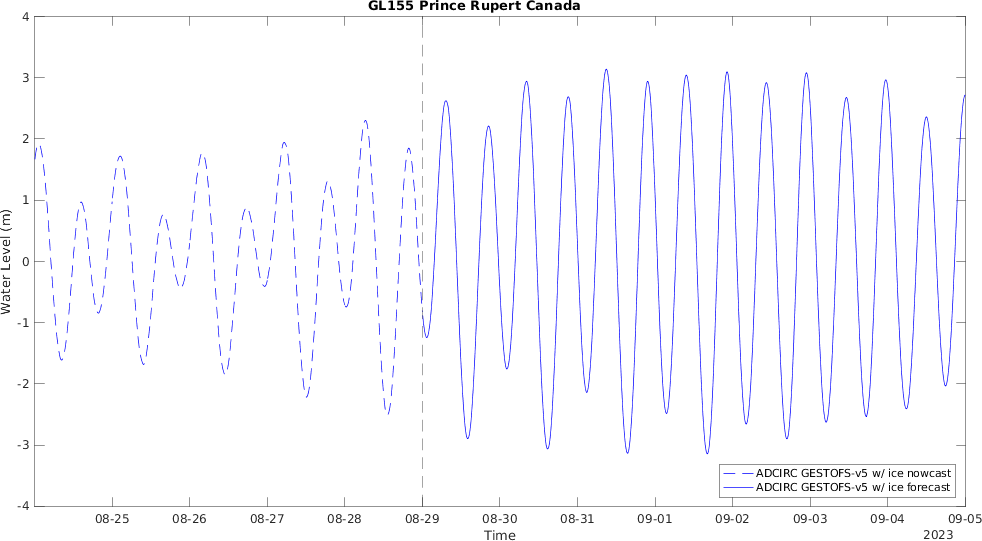 GL155 Prince Rupert Canada
4
3
2
1
0
-1
-2
-3
-4
Water Level (m)
ADCIRC GESTOFS-v5 w/ ice nowcast
ADCIRC GESTOFS-v5 w/ ice forecast
08-25 08-26 08-27 08-28 08-29 08-30 08-31 09-01 09-02 09-03 09-04 09-05
Time
2023